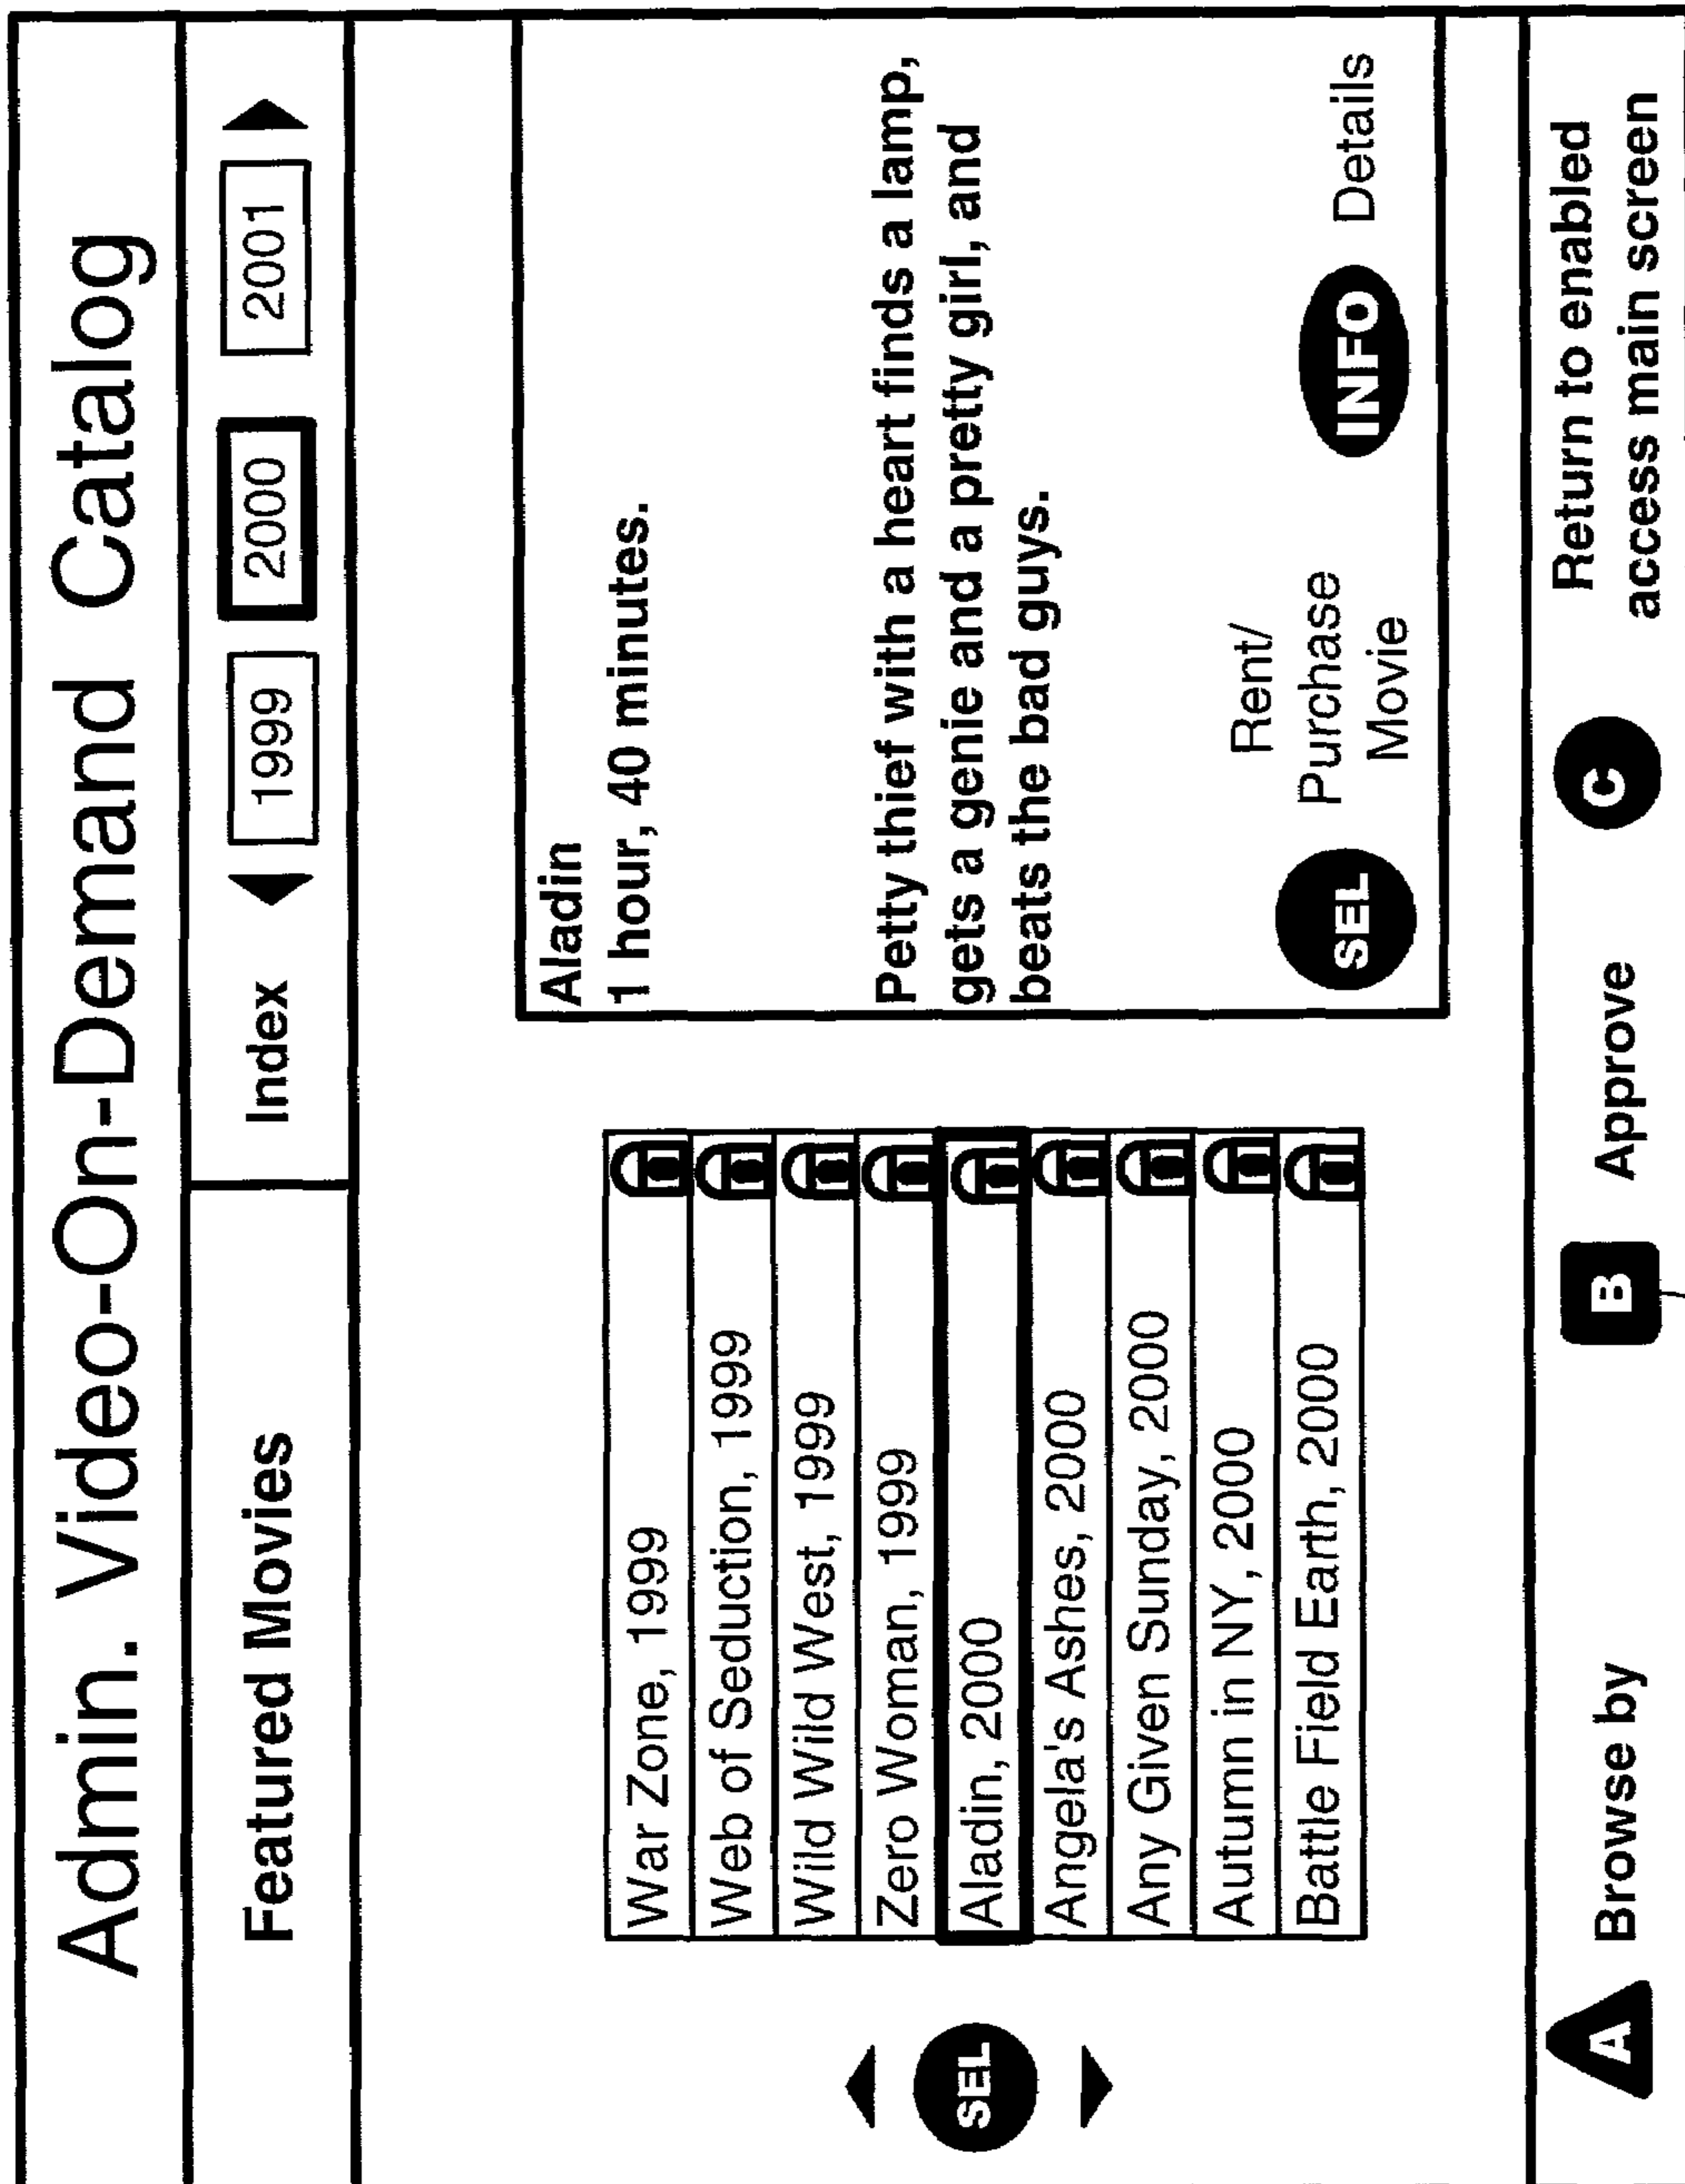 Admin. Video-On-Demand Catalog
Featured Movies
Index 1999 2000 2001
War Zone, 1999
Web of Seduction, 1999
Wild Wild West, 1999
Zero Woman, 1999
Aladin, 2000
Angela's Ashes, 2000
Any Given Sunday, 2000
Autumn in NY, 2000
Battle Field Earth, 2000
SEL
Aladin
1 hour, 40 minutes.
Petty thief with a heart finds a lamp,
gets a genie and a pretty girl, and
beats the bad guys.
SEL
Rent/
Purchase
Movie
INFO Details
A Browse by
B Approve
C
Return to enabled
access main screen